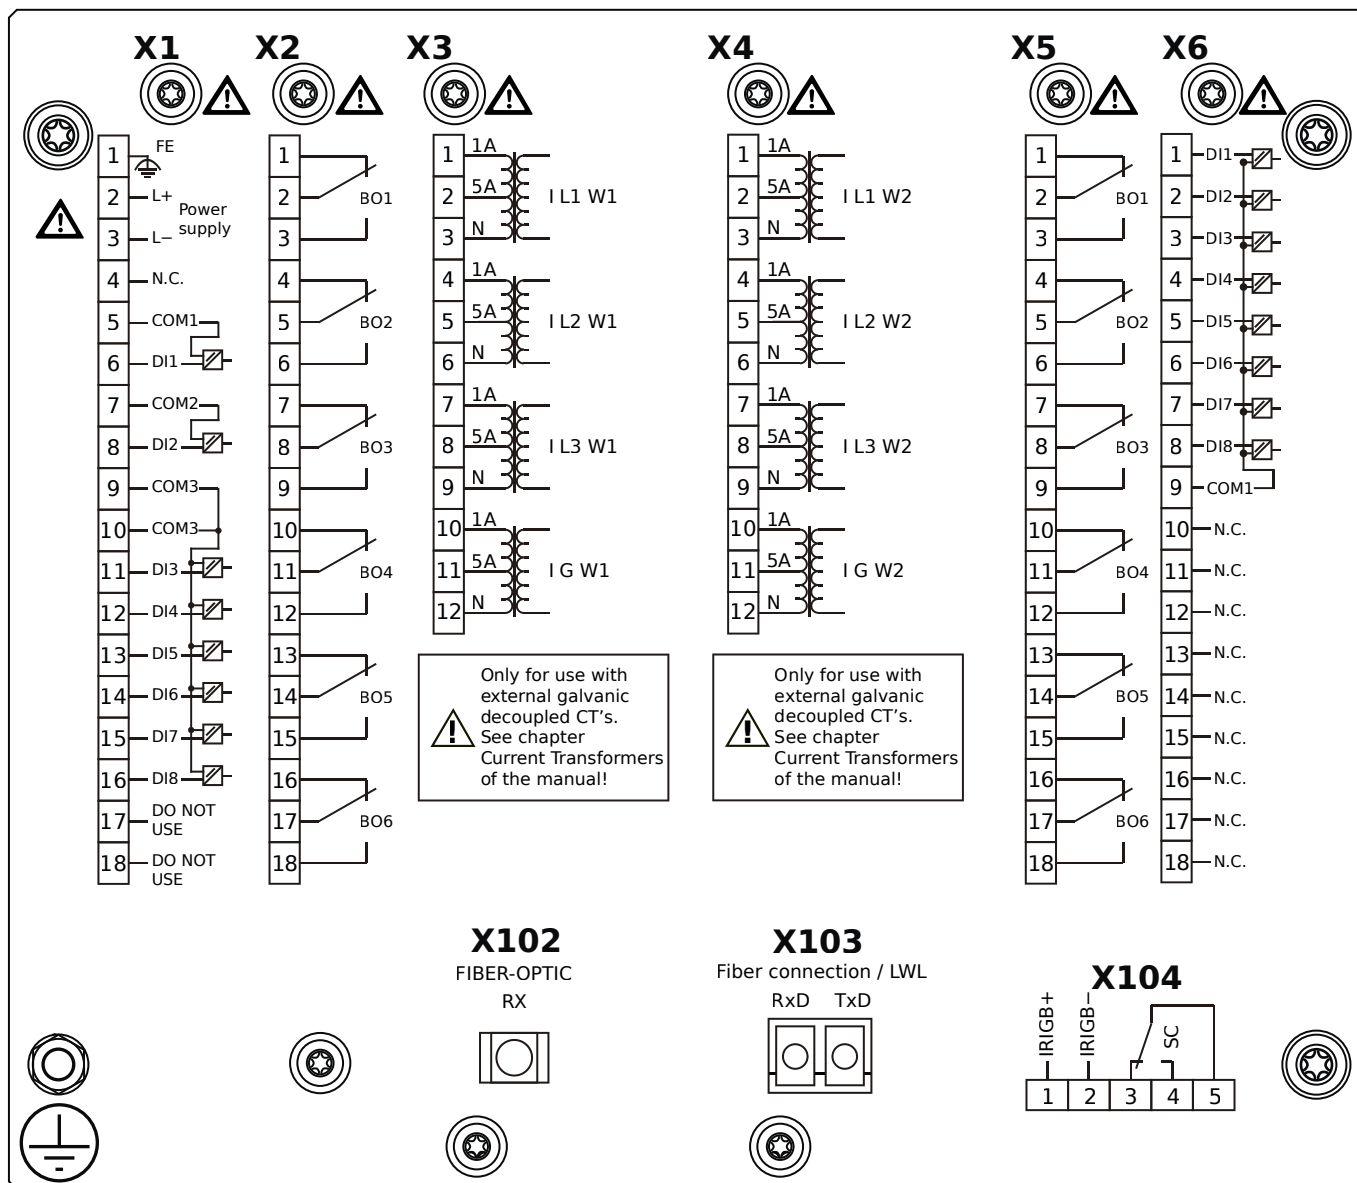 X1
X2
X3
X4
X5
X6
1 FE
2 L+
Power
supply
3 L−
4 N.C.
5 COM1
6 DI1
7 COM2
8 DI2
9 COM3
10 COM3
11 DI3
12 DI4
13 DI5
14 DI6
15 DI7
16 DI8
17 DO NOT
USE
18 DO NOT
USE
1
2 BO1
3
4
5 BO2
6
7
8 BO3
9
10
11 BO4
12
13
14 BO5
15
16
17 BO6
18
1 1A
2 5A I L1 W1
3 N
4 1A
5 5A I L2 W1
6 N
7 1A
8 5A I L3 W1
9 N
10 1A
11 5A I G W1
12 N
Only for use with
external galvanic
decoupled CT's.
See chapter
Current Transformers
of the manual!
1 1A
2 5A I L1 W2
3 N
4 1A
5 5A I L2 W2
6 N
7 1A
8 5A I L3 W2
9 N
10 1A
11 5A I G W2
12 N
Only for use with
external galvanic
decoupled CT's.
See chapter
Current Transformers
of the manual!
1
2 BO1
3
4
5 BO2
6
7
8 BO3
9
10
11 BO4
12
13
14 BO5
15
16
17 BO6
18
1 DI1
2 DI2
3 DI3
4 DI4
5 DI5
6 DI6
7 DI7
8 DI8
9 COM1
10 N.C.
11 N.C.
12 N.C.
13 N.C.
14 N.C.
15 N.C.
16 N.C.
17 N.C.
18 N.C.
X102
FIBER-OPTIC
RX
X103
Fiber connection / LWL
RxD TxD
X104
IRIGB+
IRIGB−
SC
1 2 3 4 5